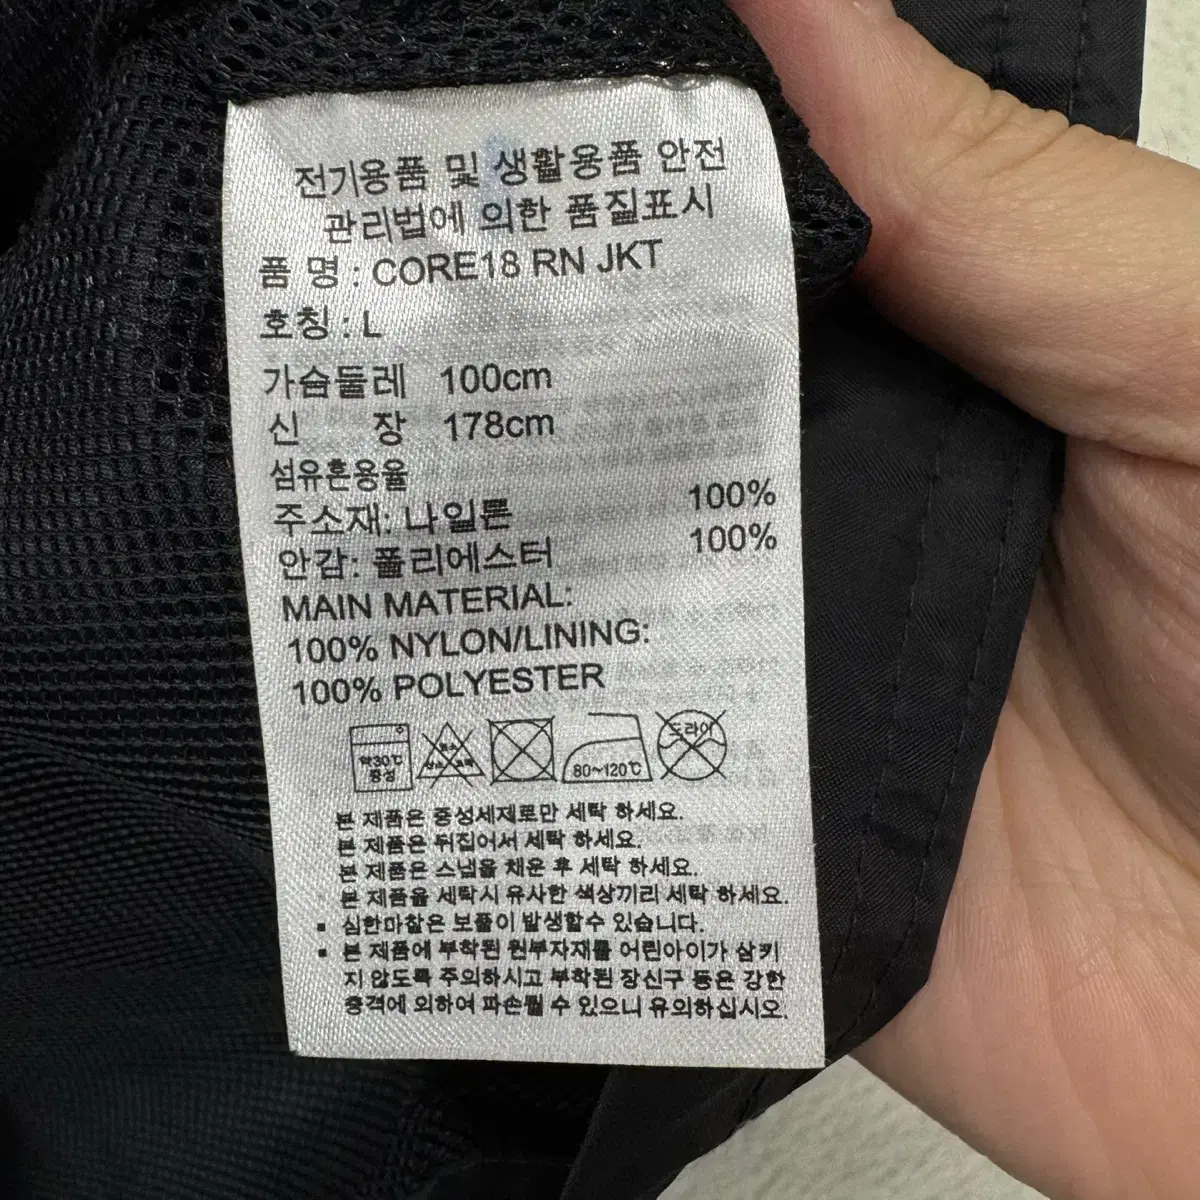 전기용품 및 생활용품 안전
관리법에 의한 품질표시
품 명 : CORE18 RN JKT
호칭 : L
가슴둘레 100cm
신 장 178cm
섬유혼용율
주소재: 나일론 100%
안감: 폴리에스터 100%
MAIN MATERIAL:
100% NYLON/LINING:
100% POLYESTER
약30℃
중성
80~120℃
드라이
본 제품은 중성세제로만 세탁 하세요.
본 제품은 뒤집어서 세탁 하세요.
본 제품은 스냅을 채운 후 세탁 하세요.
본 제품을 세탁시 유사한 색상끼리 세탁 하세요.
▪ 심한마찰은 보풀이 발생할수 있습니다.
▪ 본 제품에 부착된 원부자재를 어린아이가 삼키
지 않도록 주의하시고 부착된 장신구 등은 강한
충격에 의하여 파손될 수 있으니 유의하십시오.